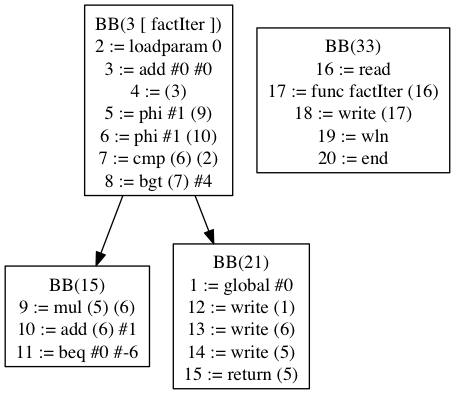 BB(3 [ factIter ])
2 := loadparam 0
3 := add #0 #0
4 := (3)
5 := phi #1 (9)
6 := phi #1 (10)
7 := cmp (6) (2)
8 := bgt (7) #4
BB(33)
16 := read
17 := func factIter (16)
18 := write (17)
19 := wln
20 := end
BB(15)
9 := mul (5) (6)
10 := add (6) #1
11 := beq #0 #-6
BB(21)
1 := global #0
12 := write (1)
13 := write (6)
14 := write (5)
15 := return (5)